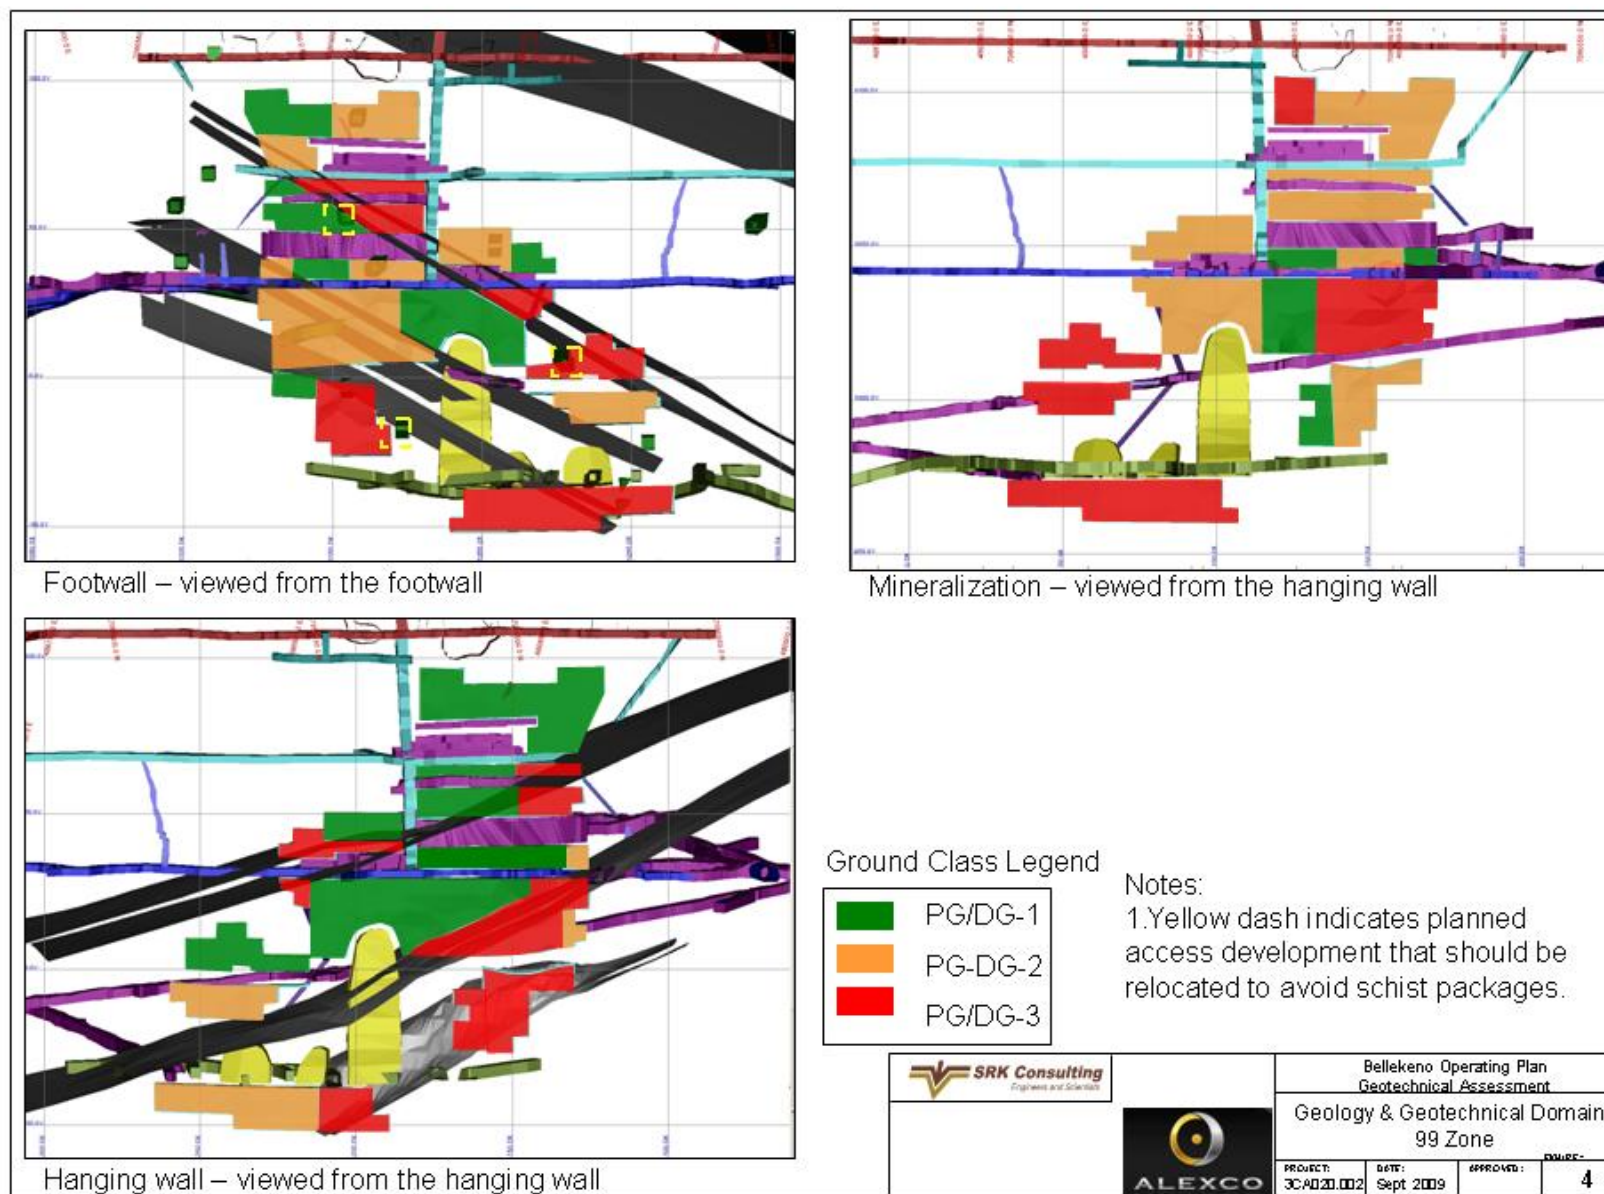 Footwall – viewed from the footwall
Mineralization – viewed from the hanging wall
Hanging wall – viewed from the hanging wall
Ground Class Legend
PG/DG-1
PG-DG-2
PG/DG-3
Notes:
1.Yellow dash indicates planned
access development that should be
relocated to avoid schist packages.
SRK Consulting
Engineers and Scientists
ALEXCO
Bellekeno Operating Plan
Geotechnical Assessment
Geology & Geotechnical Domain
99 Zone
PROJECT:
3CA020.002
DATE:
Sept 2009
APPROVED:
4